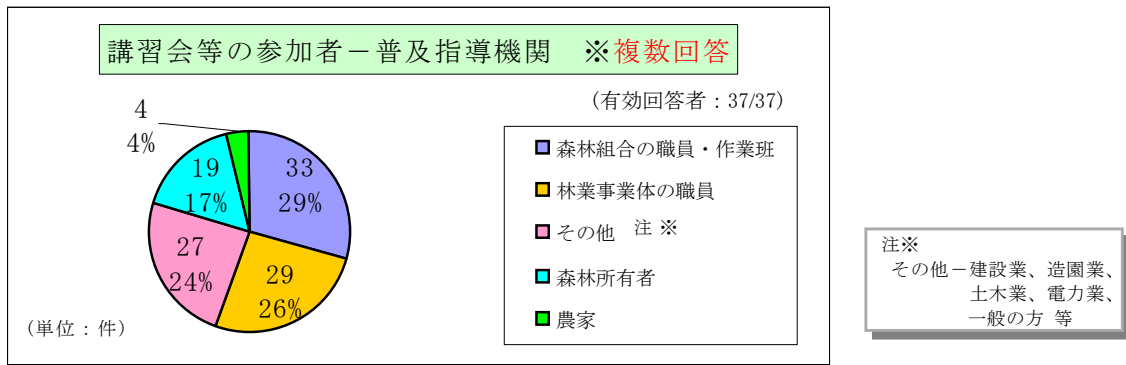 講習会等の参加者－普及指導機関　※複数回答
（有効回答者：37/37）
4
4%
19
17%
33
29%
27
24%
29
26%
（単位：件）
森林組合の職員・作業班
林業事業体の職員
その他　注 ※
森林所有者
農家
注※
その他－建設業、造園業、
土木業、電力業、
一般の方 等